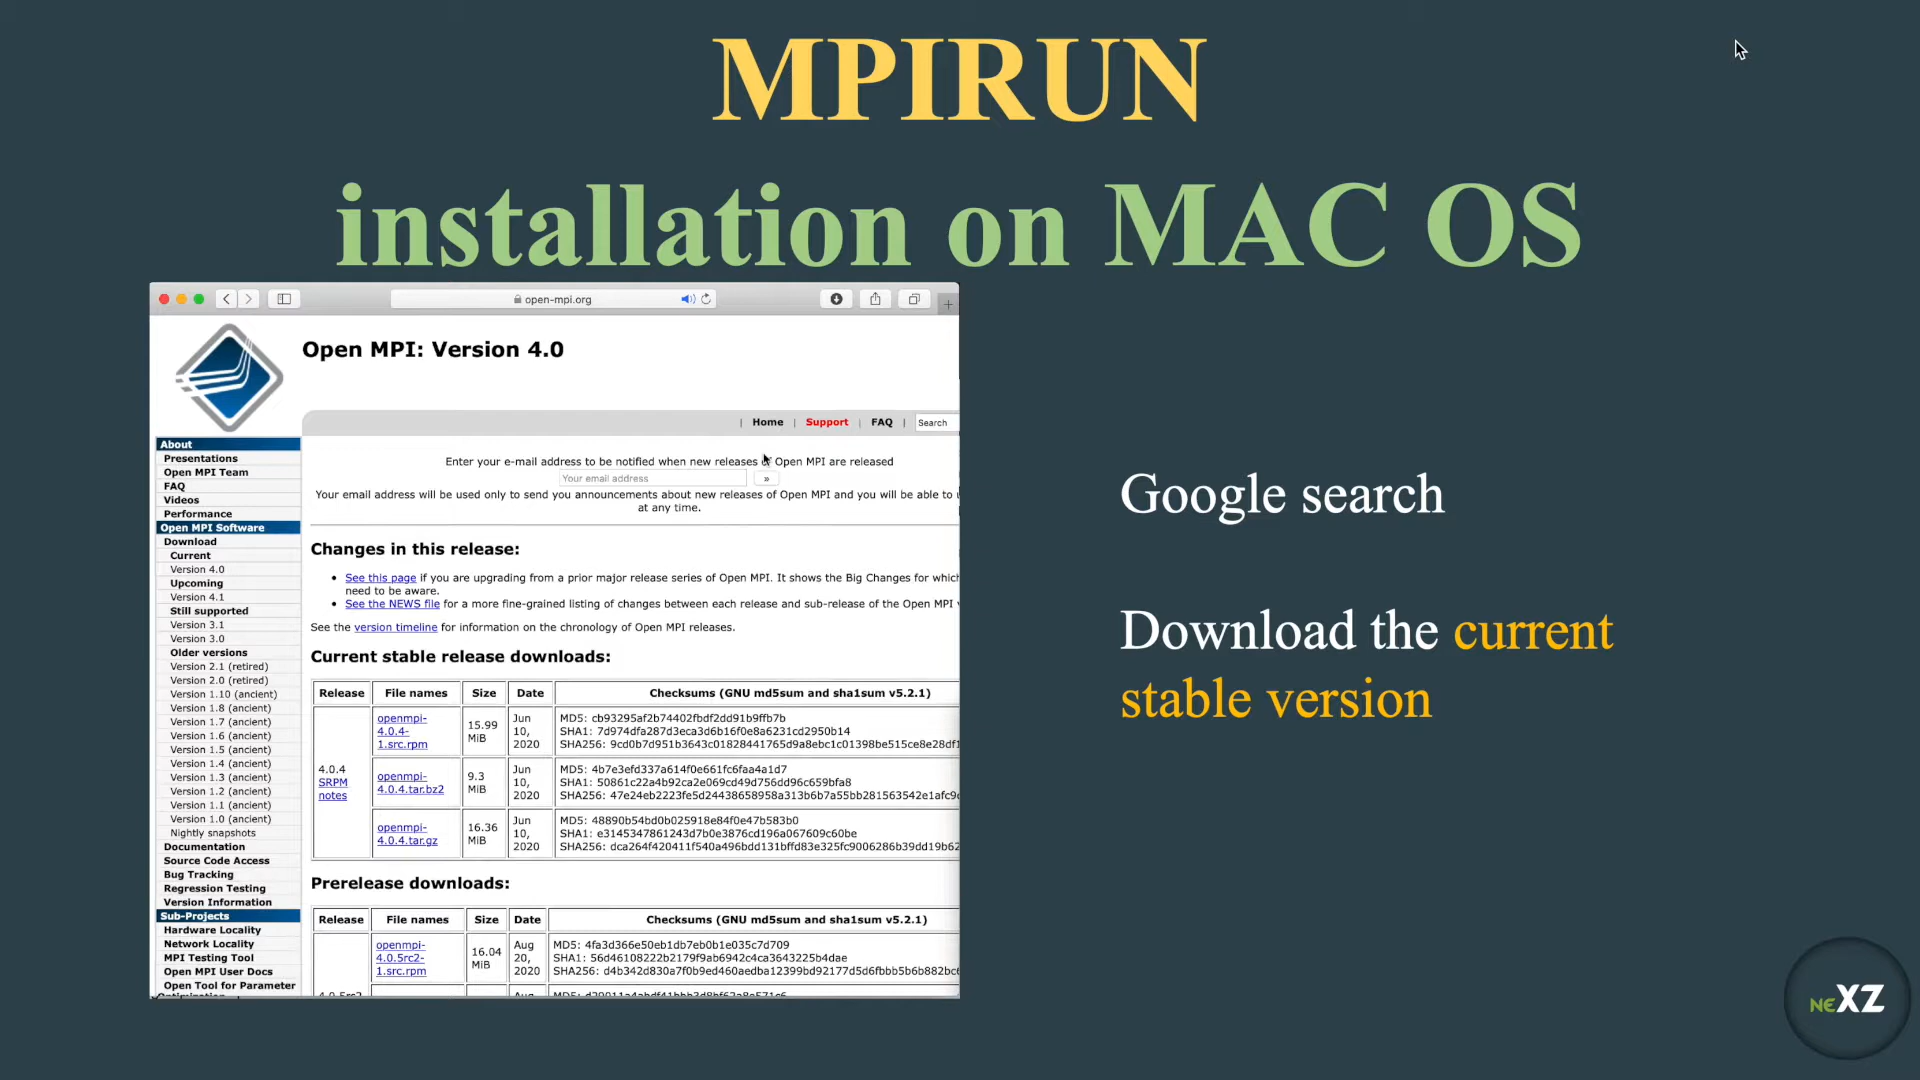 MPIRUN
installation on MAC OS
open-mpi.org
Open MPI: Version 4.0
| Home | Support | FAQ | Search
Enter your e-mail address to be notified when new releases of Open MPI are released
Your email address »
Your email address will be used only to send you announcements about new releases of Open MPI and you will be able to
at any time.
About
Presentations
Open MPI Team
FAQ
Videos
Performance
Open MPI Software
Download
Current
Version 4.0
Upcoming
Version 4.1
Still supported
Version 3.1
Version 3.0
Older versions
Version 2.1 (retired)
Version 2.0 (retired)
Version 1.10 (ancient)
Version 1.8 (ancient)
Version 1.7 (ancient)
Version 1.6 (ancient)
Version 1.5 (ancient)
Version 1.4 (ancient)
Version 1.3 (ancient)
Version 1.2 (ancient)
Version 1.1 (ancient)
Version 1.0 (ancient)
Nightly snapshots
Documentation
Source Code Access
Bug Tracking
Regression Testing
Version Information
Sub-Projects
Hardware Locality
Network Locality
MPI Testing Tool
Open MPI User Docs
Open Tool for Parameter
Changes in this release:
• See this page if you are upgrading from a prior major release series of Open MPI. It shows the Big Changes for which
need to be aware.
• See the NEWS file for a more fine-grained listing of changes between each release and sub-release of the Open MPI
See the version timeline for information on the chronology of Open MPI releases.
Current stable release downloads:
Release File names Size Date Checksums (GNU md5sum and sha1sum v5.2.1)
4.0.4
SRPM
notes
openmpi-
4.0.4-
1.src.rpm
15.99
MiB
Jun
10,
2020
MD5: cb93295af2b74402fbdf2dd91b9ffb7b
SHA1: 7d974dfa287d3eca3d6b16f0e8a6231cd2950b14
SHA256: 9cd0b7d951b3643c01828441765d9a8ebc1c01398be515ce8e28df1
openmpi-
4.0.4.tar.bz2
9.3
MiB
Jun
10,
2020
MD5: 4b7e3efd337a614f0e661fc6faa4a1d7
SHA1: 50861c22a4b92ca2e069cd49d756dd96c659bfa8
SHA256: 47e24eb2223fe5d24438658958a313b6b7a55bb281563542e1afc9
openmpi-
4.0.4.tar.gz
16.36
MiB
Jun
10,
2020
MD5: 48890b54bd0b025918e84f0e47b583b0
SHA1: e3145347861243d7b0e3876cd196a067609c60be
SHA256: dca264f420411f540a496bdd131bffd83e325fc9006286b39dd19b62
Prerelease downloads:
Release File names Size Date Checksums (GNU md5sum and sha1sum v5.2.1)
openmpi-
4.0.5rc2-
1.src.rpm
16.04
MiB
Aug
20,
2020
MD5: 4fa3d366e50eb1db7eb0b1e035c7d709
SHA1: 56d46108222b2179f9ab6942c4ca3643225b4dae
SHA256: d4b342d830a7f0b9ed460aedba12399bd92177d5d6fbbb5b6b882bc
Google search
Download the current
stable version
NEXZ